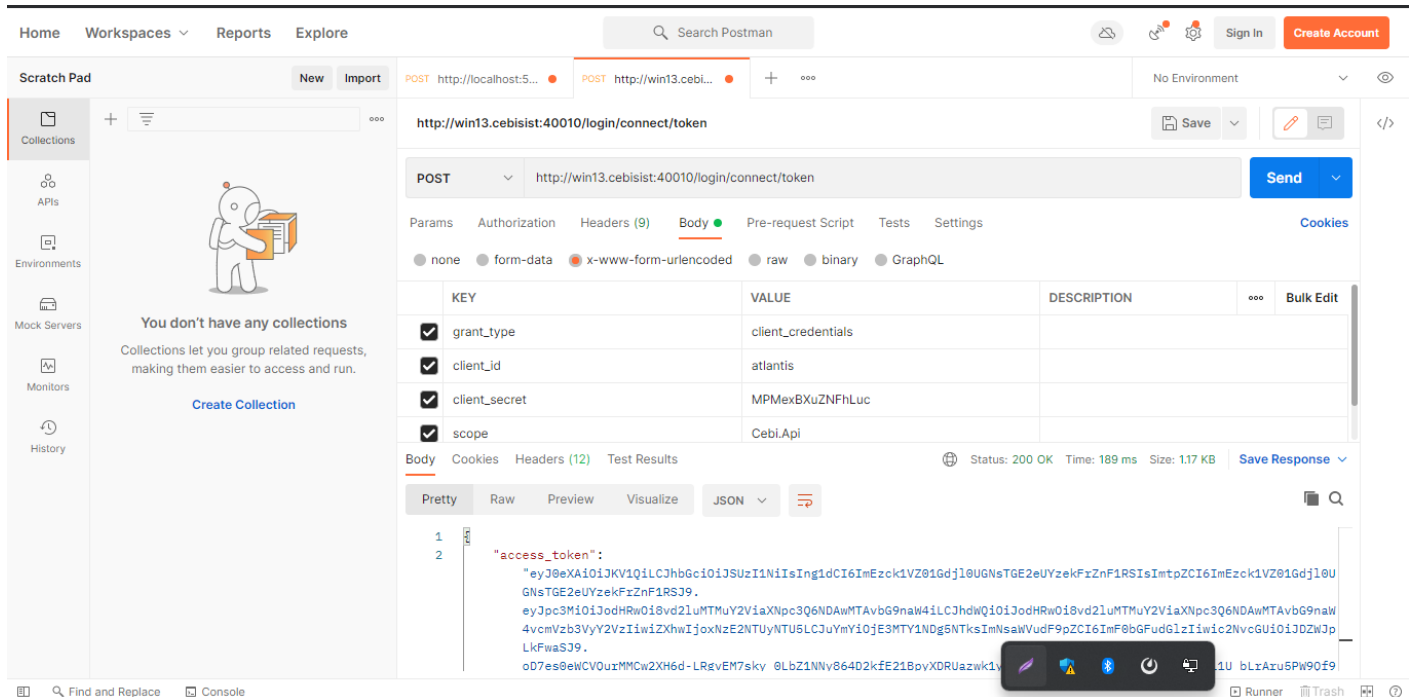 Home Workspaces Reports Explore Search Postman Sign In Create Account
Scratch Pad New Import POST http://localhost:5... POST http://win13.cebi... No Environment
Collections
APIs
Environments
Mock Servers
Monitors
History
You don't have any collections
Collections let you group related requests,
making them easier to access and run.
Create Collection
http://win13.cebisist:40010/login/connect/token Save
POST http://win13.cebisist:40010/login/connect/token Send
Params Authorization Headers (9) Body Pre-request Script Tests Settings Cookies
none form-data x-www-form-urlencoded raw binary GraphQL
KEY VALUE DESCRIPTION Bulk Edit
grant_type client_credentials
client_id atlantis
client_secret MPMexBXuZNFhLuc
scope Cebi.Api
Body Cookies Headers (12) Test Results Status: 200 OK Time: 189 ms Size: 1.17 KB Save Response
Pretty Raw Preview Visualize JSON
1 {
2 "access_token":
Find and Replace Console Runner Trash